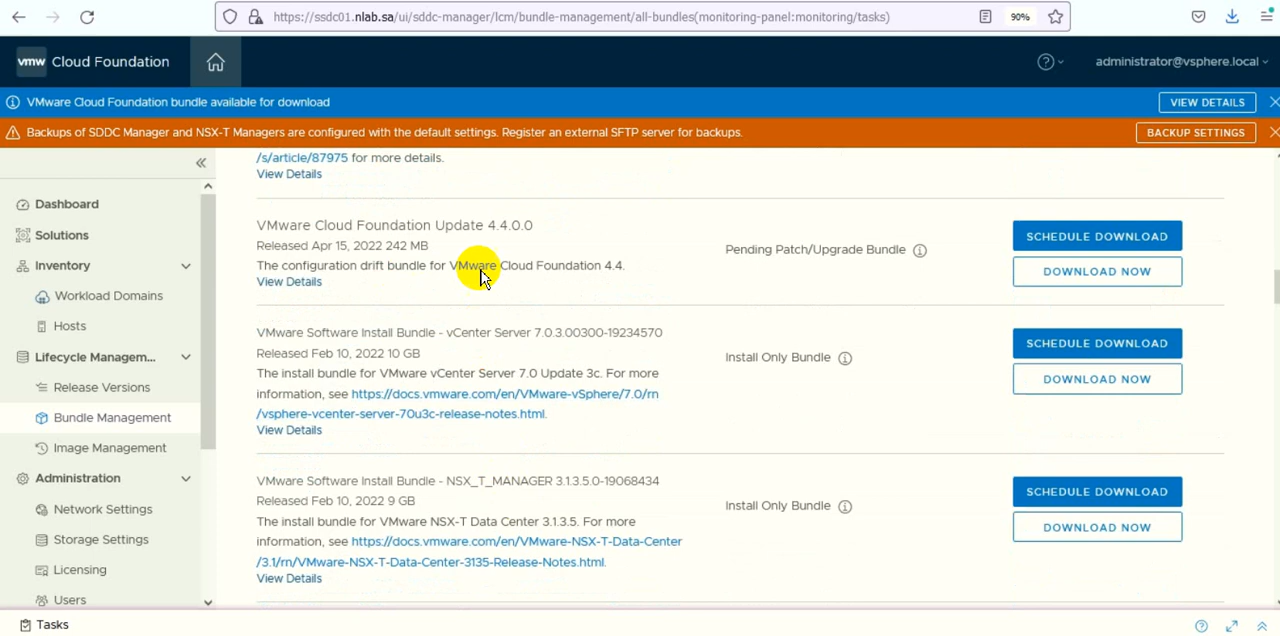 https://ssdc01.nlab.sa/ui/sddc-manager/lcm/bundle-management/all-bundles(monitoring-panel:monitoring/tasks)
90%
vmw Cloud Foundation
administrator@vsphere.local
VMware Cloud Foundation bundle available for download
VIEW DETAILS
Backups of SDDC Manager and NSX-T Managers are configured with the default settings. Register an external SFTP server for backups.
BACKUP SETTINGS
Dashboard
Solutions
Inventory
Workload Domains
Hosts
Lifecycle Managem...
Release Versions
Bundle Management
Image Management
Administration
Network Settings
Storage Settings
Licensing
Users
/s/article/87975 for more details.
View Details
VMware Cloud Foundation Update 4.4.0.0
Released Apr 15, 2022 242 MB
The configuration drift bundle for VMware Cloud Foundation 4.4.
View Details
Pending Patch/Upgrade Bundle
SCHEDULE DOWNLOAD
DOWNLOAD NOW
VMware Software Install Bundle - vCenter Server 7.0.3.00300-19234570
Released Feb 10, 2022 10 GB
The install bundle for VMware vCenter Server 7.0 Update 3c. For more
information, see https://docs.vmware.com/en/VMware-vSphere/7.0/rn
/vsphere-vcenter-server-70u3c-release-notes.html.
View Details
Install Only Bundle
SCHEDULE DOWNLOAD
DOWNLOAD NOW
VMware Software Install Bundle - NSX_T_MANAGER 3.1.3.5.0-19068434
Released Feb 10, 2022 9 GB
The install bundle for VMware NSX-T Data Center 3.1.3.5. For more
information, see https://docs.vmware.com/en/VMware-NSX-T-Data-Center
/3.1/rn/VMware-NSX-T-Data-Center-3135-Release-Notes.html.
View Details
Install Only Bundle
SCHEDULE DOWNLOAD
DOWNLOAD NOW
Tasks